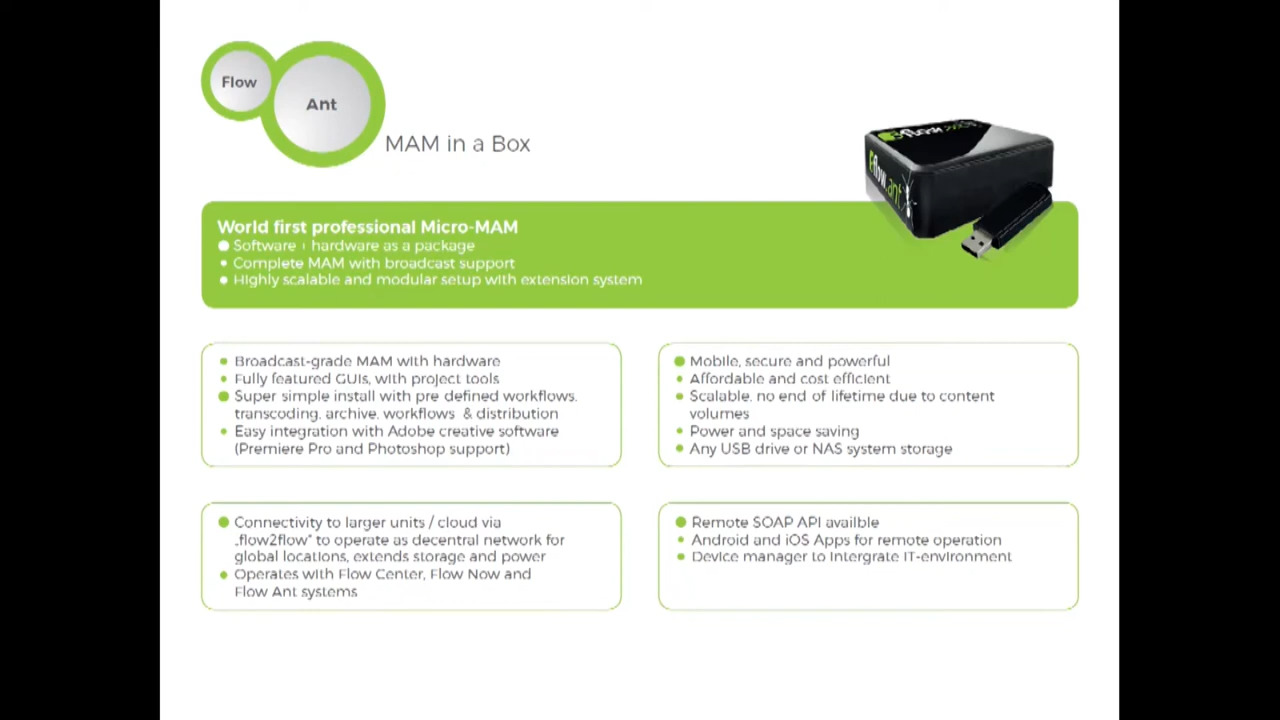 Flow
Ant
MAM in a Box
flow
flow.ant
World first professional Micro-MAM
Software + hardware as a package
Complete MAM with broadcast support
Highly scalable and modular setup with extension system
Broadcast-grade MAM with hardware
Fully featured GUIs, with project tools
Super simple install with pre defined workflows,
transcoding, archive, workflows & distribution
Easy integration with Adobe creative software
(Premiere Pro and Photoshop support)
Mobile, secure and powerful
Affordable and cost efficient
Scalable, no end of lifetime due to content
volumes
Power and space saving
Any USB drive or NAS system storage
Connectivity to larger units / cloud via
„flow2flow“ to operate as decentral network for
global locations, extends storage and power
Operates with Flow Center, Flow Now and
Flow Ant systems
Remote SOAP API availble
Android and iOS Apps for remote operation
Device manager to intergrate IT-environment